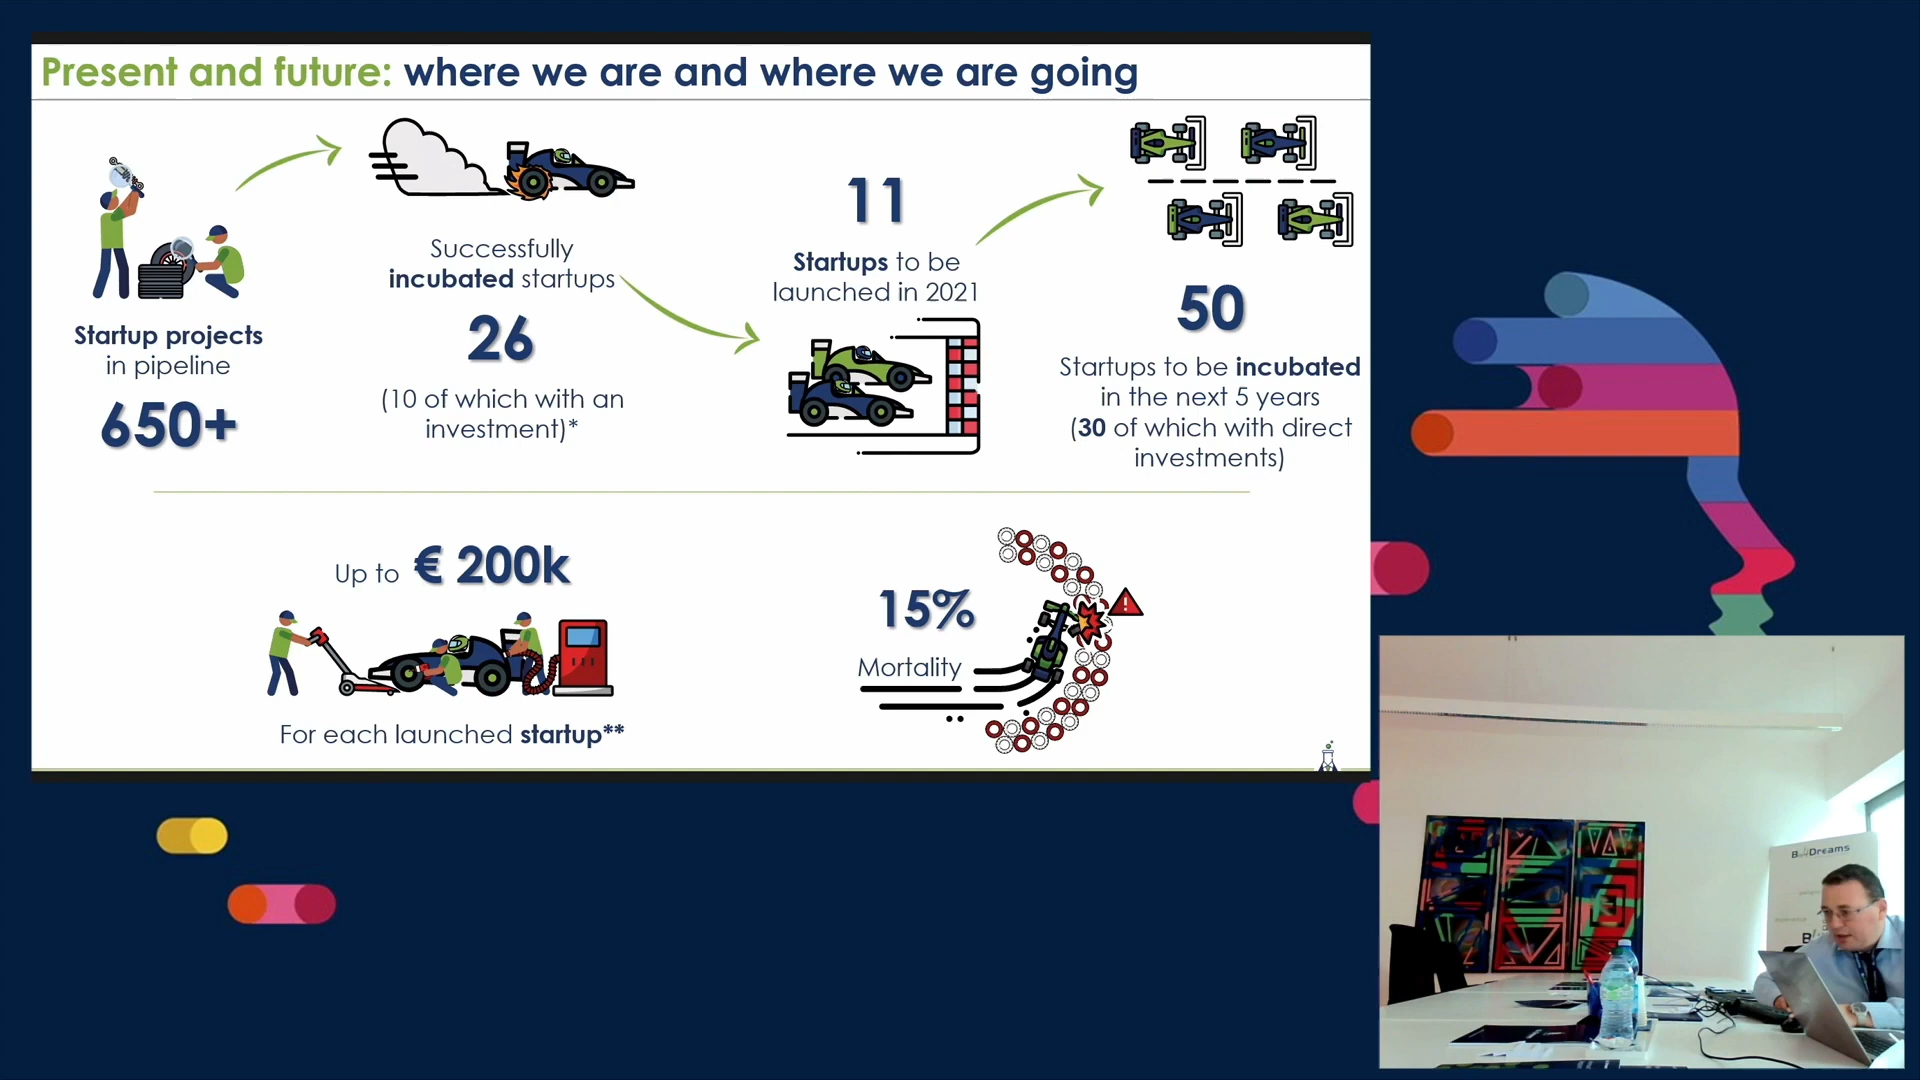 Present and future: where we are and where we are going
Startup projects
in pipeline
650+
Successfully
incubated startups
26
(10 of which with an
investment)*
11
Startups to be
launched in 2021
50
Startups to be incubated
in the next 5 years
(30 of which with direct
investments)
Up to € 200k
For each launched startup**
15%
Mortality